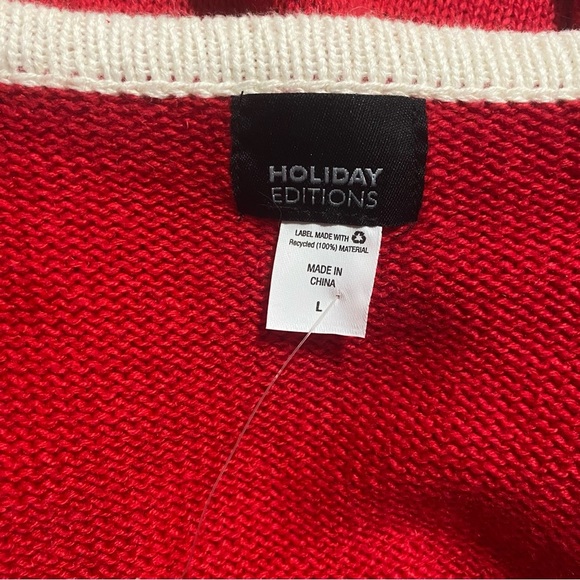 HOLIDAY
EDITIONS
LABEL MADE WITH
Recycled (100%) MATERIAL
MADE IN
CHINA
L